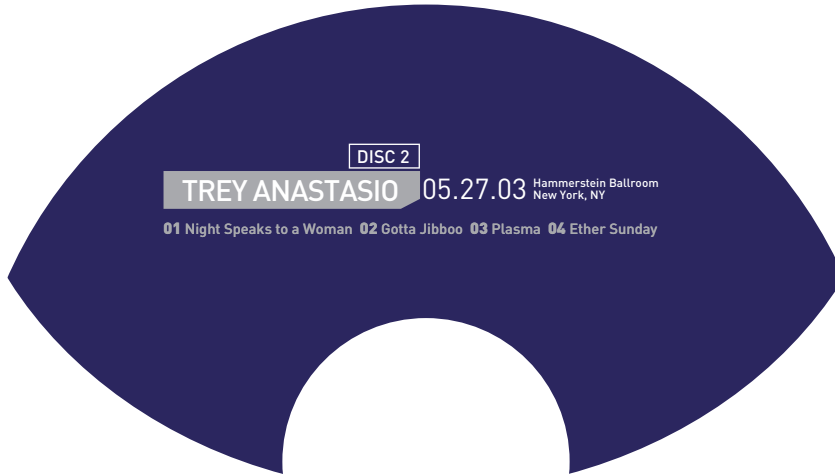 DISC 2
TREY ANASTASIO 05.27.03 Hammerstein Ballroom
New York, NY
01 Night Speaks to a Woman 02 Gotta Jibboo 03 Plasma 04 Ether Sunday